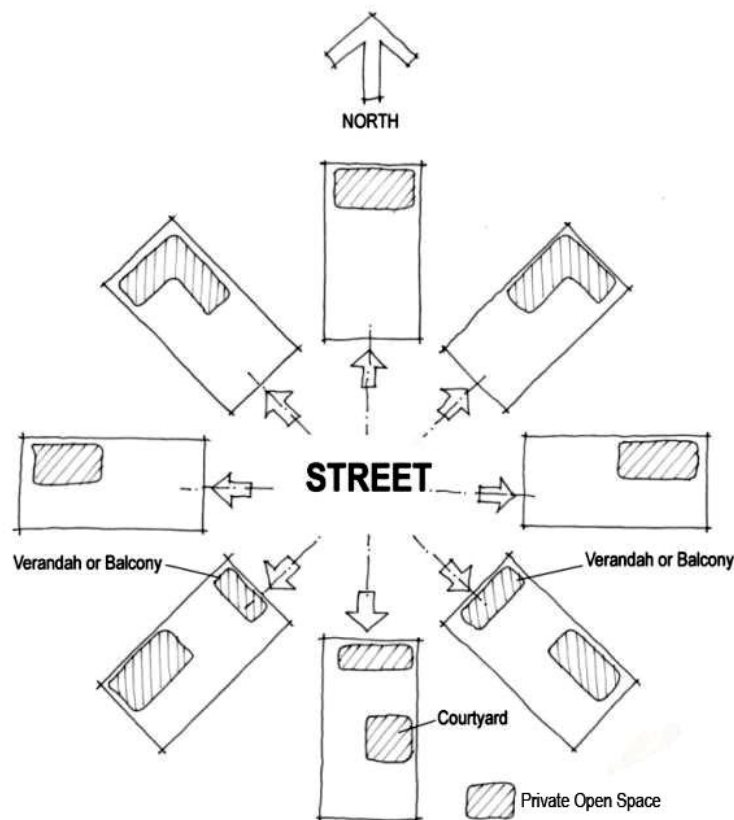 NORTH
STREET
Verandah or Balcony
Verandah or Balcony
Courtyard
Private Open Space